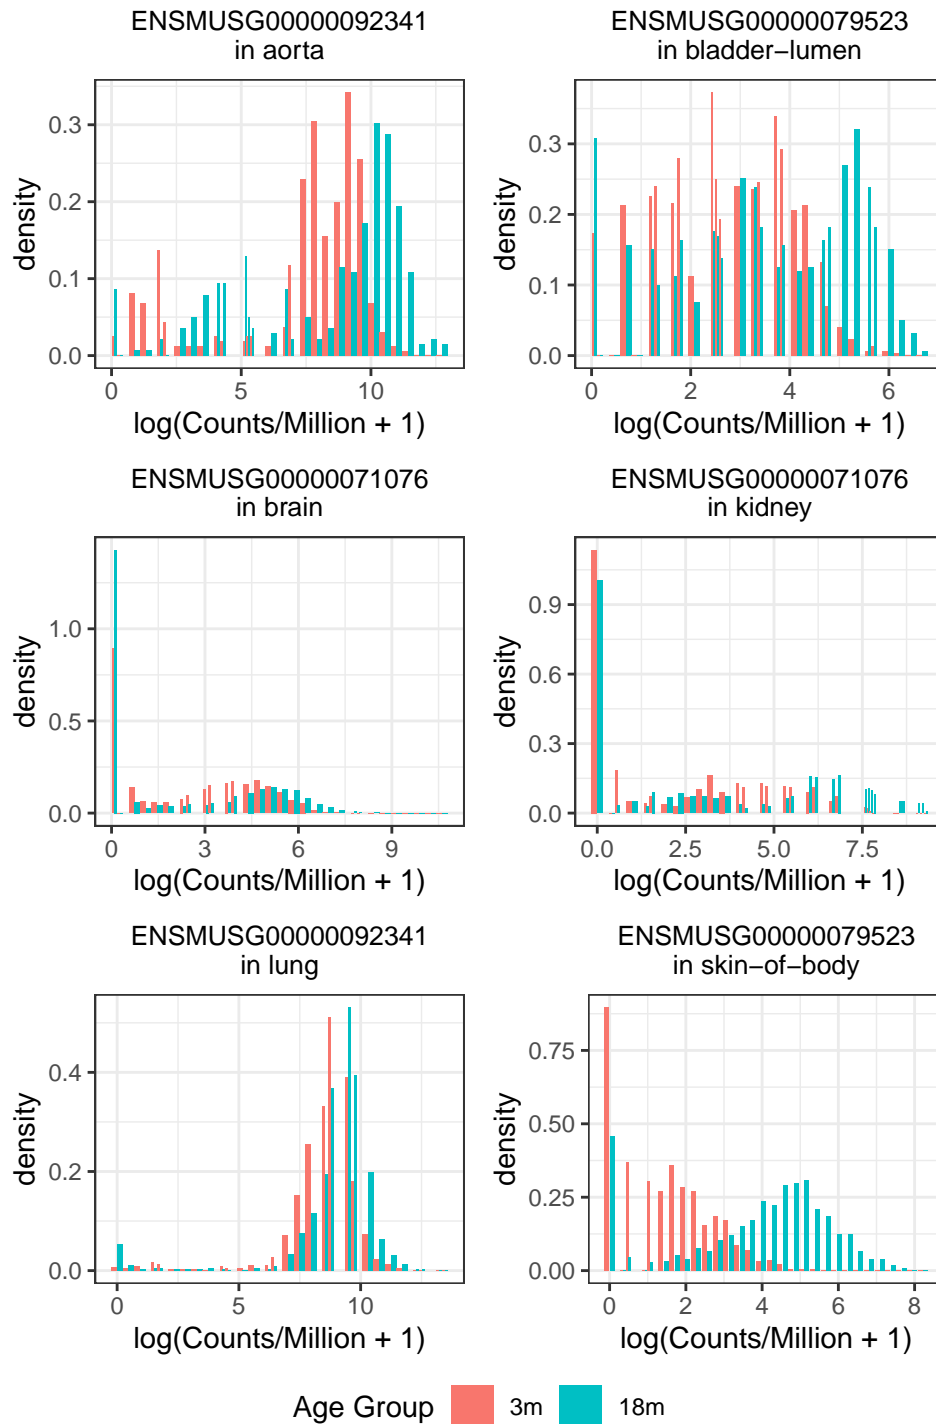 ENSMUSG00000092341
in aorta
density
0.3
0.2
0.1
0.0
0 5 10
log(Counts/Million + 1)
ENSMUSG00000079523
in bladder−lumen
density
0.3
0.2
0.1
0.0
0 2 4 6
log(Counts/Million + 1)
ENSMUSG00000071076
in brain
density
1.0
0.5
0.0
0 3 6 9
log(Counts/Million + 1)
ENSMUSG00000071076
in kidney
density
0.9
0.6
0.3
0.0
0.0 2.5 5.0 7.5
log(Counts/Million + 1)
ENSMUSG00000092341
in lung
density
0.4
0.2
0.0
0 5 10
log(Counts/Million + 1)
ENSMUSG00000079523
in skin−of−body
density
0.75
0.50
0.25
0.00
0 2 4 6 8
log(Counts/Million + 1)
Age Group 3m 18m